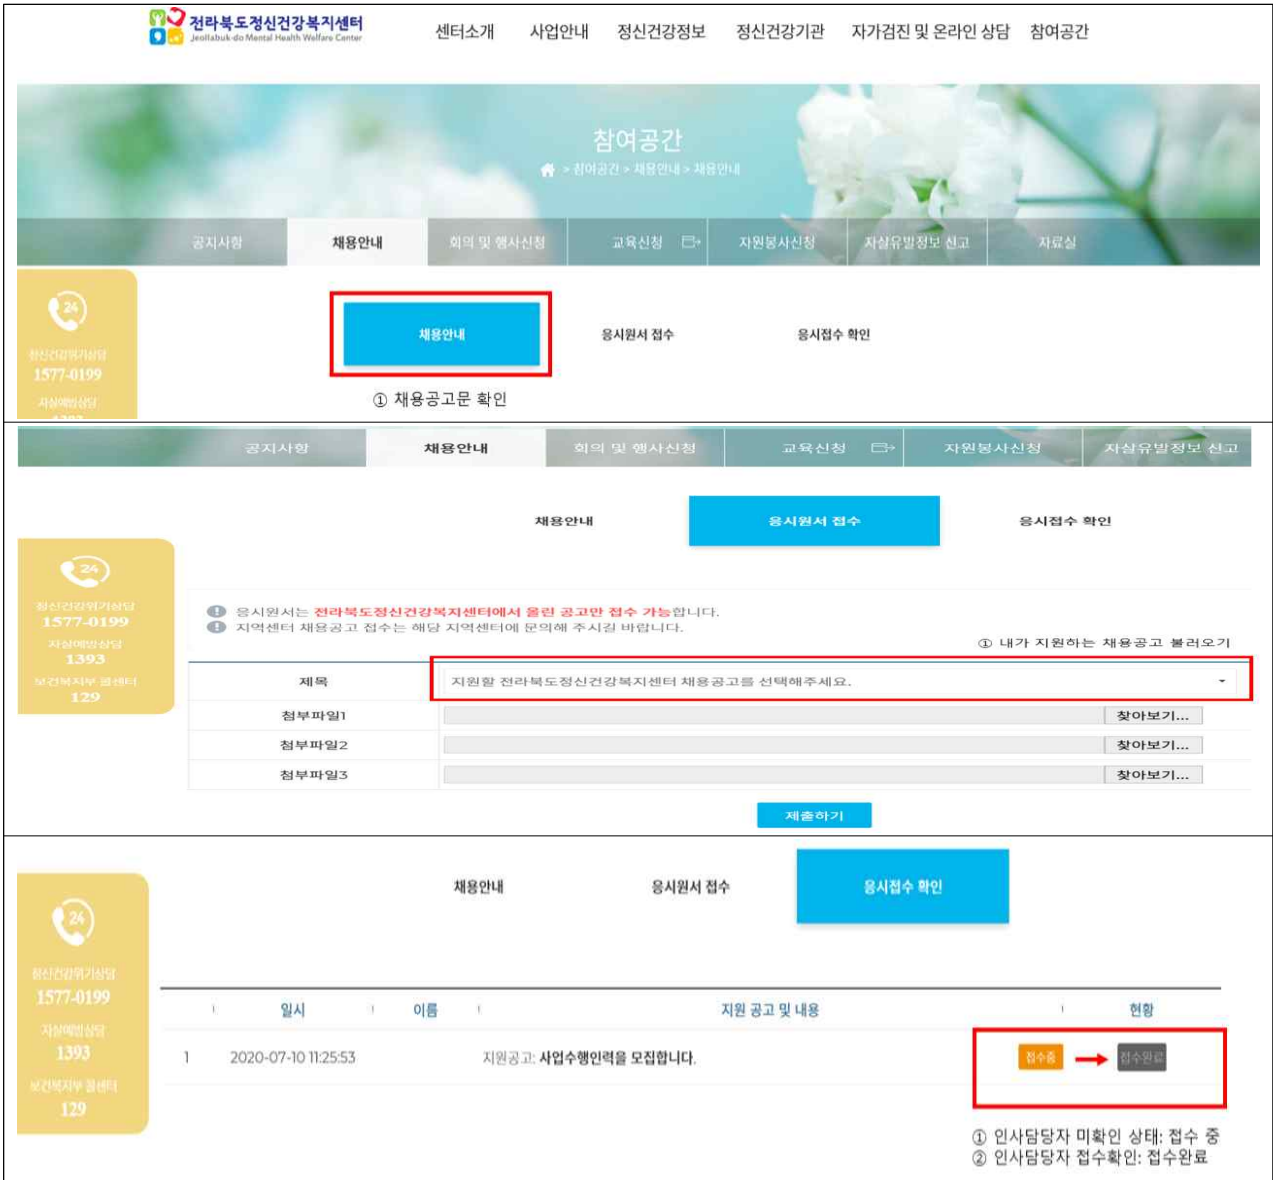 전라북도정신건강복지센터
Jeollabuk-do Mental Health Welfare Center
센터소개 사업안내 정신건강정보 정신건강기관 자가검진 및 온라인 상담 참여공간
참여공간
> 참여공간 > 채용안내 > 채용안내
공지사항 채용안내 회의 및 행사신청 교육신청 자원봉사신청 자살유발정보 신고 자료실
24
정신건강위기상담
1577-0199
자살예방상담
1393
채용안내 응시원서 접수 응시접수 확인
① 채용공고문 확인
공지사항 채용안내 회의 및 행사신청 교육신청 자원봉사신청 자살유발정보 신고
채용안내 응시원서 접수 응시접수 확인
24
정신건강위기상담
1577-0199
자살예방상담
1393
보건복지부 콜센터
129
응시원서는 전라북도정신건강복지센터에서 올린 공고만 접수 가능합니다.
지역센터 채용공고 접수는 해당 지역센터에 문의해 주시길 바랍니다.
① 내가 지원하는 채용공고 불러오기
제목 지원할 전라북도정신건강복지센터 채용공고를 선택해주세요.
첨부파일1 찾아보기...
첨부파일2 찾아보기...
첨부파일3 찾아보기...
제출하기
채용안내 응시원서 접수 응시접수 확인
24
정신건강위기상담
1577-0199
자살예방상담
1393
보건복지부 콜센터
129
일시 이름 지원 공고 및 내용 현황
1 2020-07-10 11:25:53 지원공고: 사업수행인력을 모집합니다. 접수중 접수완료
① 인사담당자 미확인 상태: 접수 중
② 인사담당자 접수확인: 접수완료